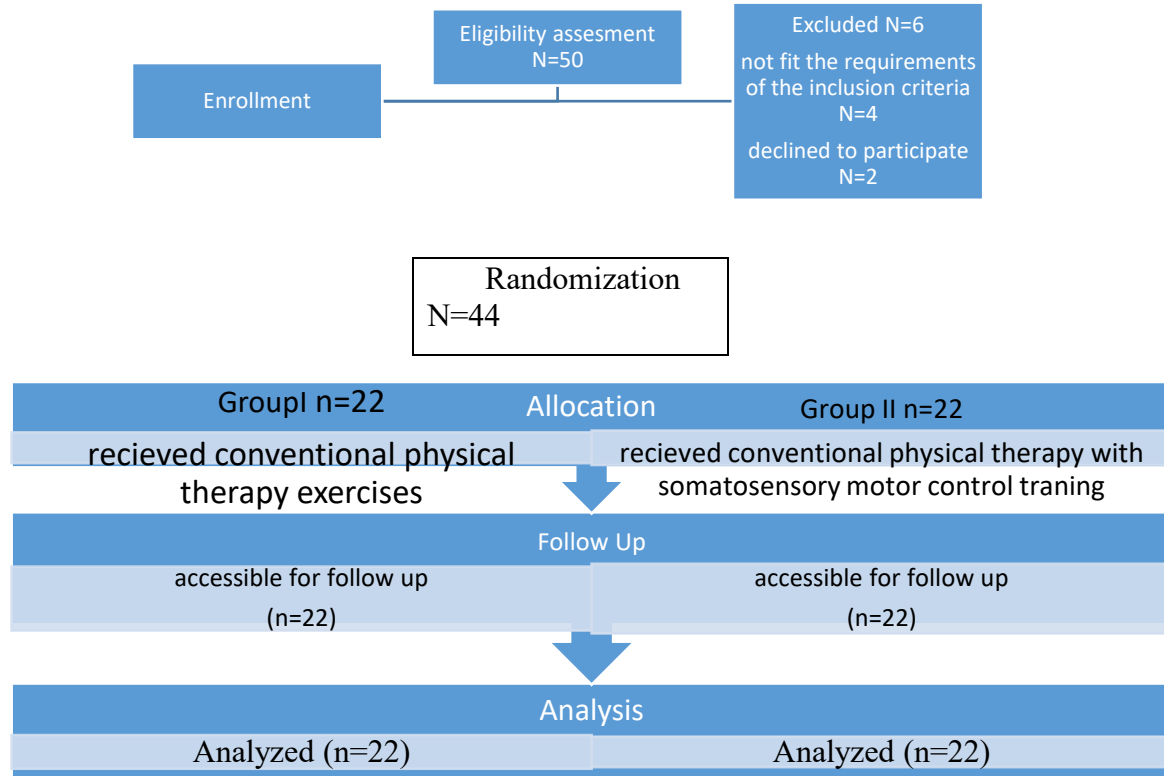 Eligibility assesment
N=50
Enrollment
Excluded N=6
not fit the requirements
of the inclusion criteria
N=4
declined to participate
N=2
Randomization
N=44
GroupI n=22
Allocation
Group II n=22
recieved conventional physical
therapy exercises
recieved conventional physical therapy with
somatosensory motor control traning
Follow Up
accessible for follow up
(n=22)
accessible for follow up
(n=22)
Analysis
Analyzed (n=22)
Analyzed (n=22)